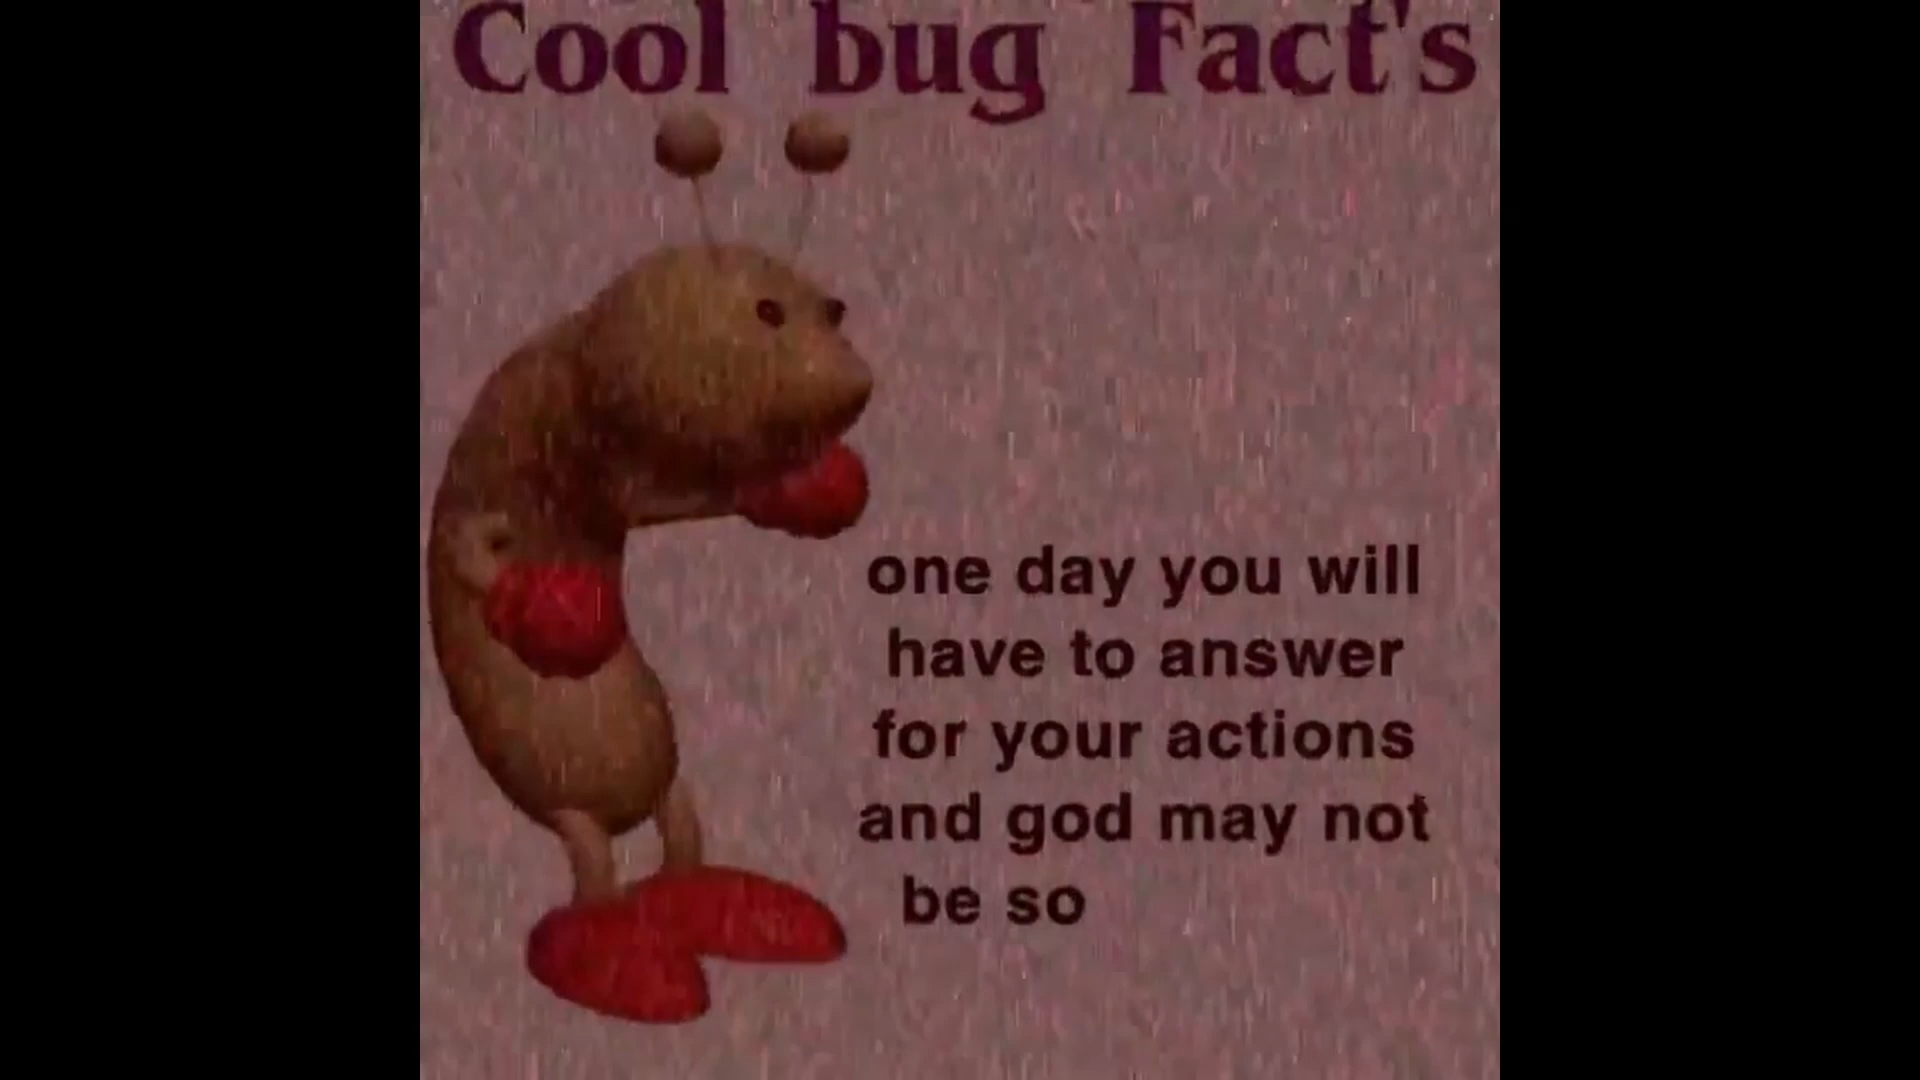 Cool bug Fact's
one day you will
have to answer
for your actions
and god may not
be so